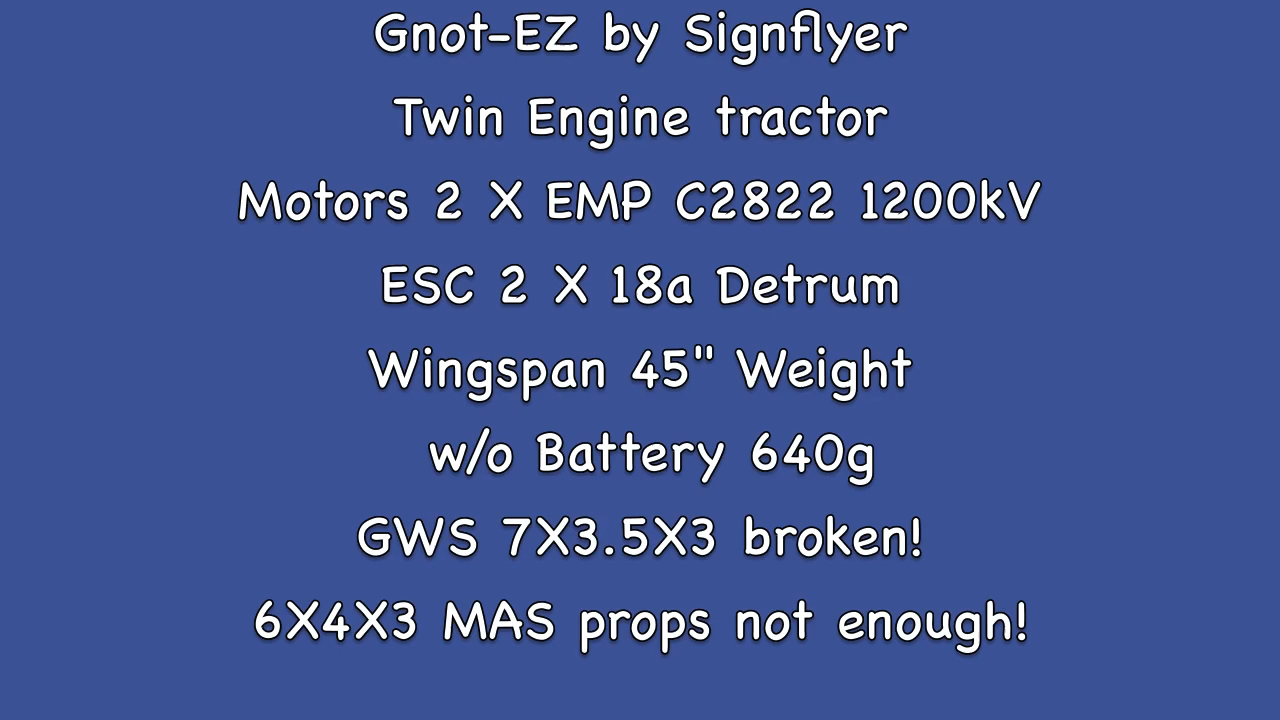 Gnot-EZ by Signflyer
Twin Engine tractor
Motors 2 X EMP C2822 1200kV
ESC 2 X 18a Detrum
Wingspan 45" Weight
w/o Battery 640g
GWS 7X3.5X3 broken!
6X4X3 MAS props not enough!